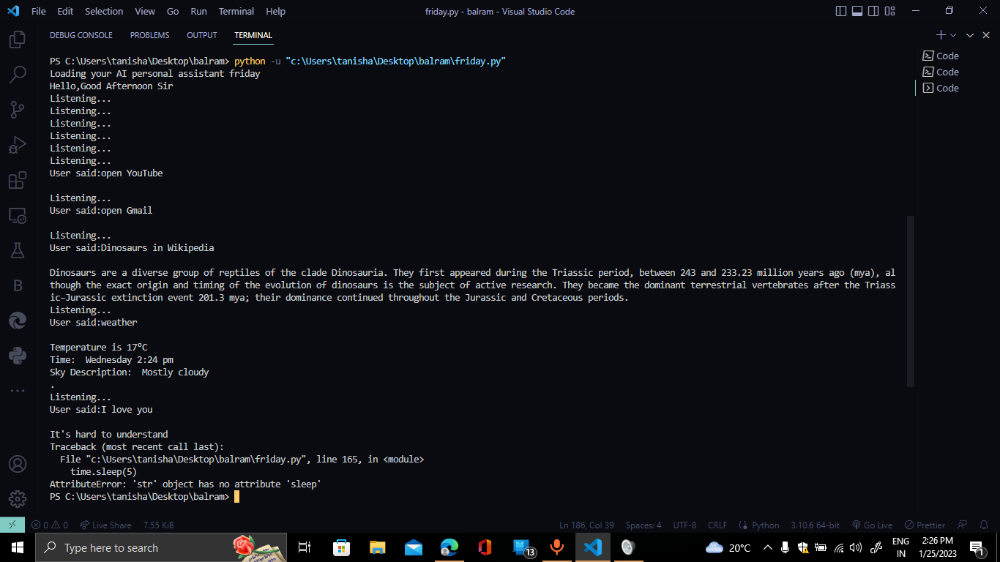 File Edit Selection View Go Run Terminal Help
friday.py - balram - Visual Studio Code
DEBUG CONSOLE PROBLEMS OUTPUT TERMINAL
PS C:\Users\tanisha\Desktop\balram> python -u "c:\Users\tanisha\Desktop\balram\friday.py"
Loading your AI personal assistant friday
Hello,Good Afternoon Sir
Listening...
Listening...
Listening...
Listening...
Listening...
Listening...
User said:open YouTube
Listening...
User said:open Gmail
Listening...
User said:Dinosaurs in Wikipedia
Dinosaurs are a diverse group of reptiles of the clade Dinosauria. They first appeared during the Triassic period, between 243 and 233.23 million years ago (mya), al
though the exact origin and timing of the evolution of dinosaurs is the subject of active research. They became the dominant terrestrial vertebrates after the Triass
ic–Jurassic extinction event 201.3 mya; their dominance continued throughout the Jurassic and Cretaceous periods.
Listening...
User said:weather
Temperature is 17°C
Time:  Wednesday 2:24 pm
Sky Description:  Mostly cloudy
.
Listening...
User said:I love you
It's hard to understand
Traceback (most recent call last):
File "c:\Users\tanisha\Desktop\balram\friday.py", line 165, in <module>
time.sleep(5)
AttributeError: 'str' object has no attribute 'sleep'
PS C:\Users\tanisha\Desktop\balram>
Code
Code
Code
B
0 0 Live Share 7.55 KiB
Ln 186, Col 39 Spaces: 4 UTF-8 CRLF Python 3.10.6 64-bit Go Live Prettier
Type here to search
13
20°C
ENG
IN
2:26 PM
1/25/2023
1